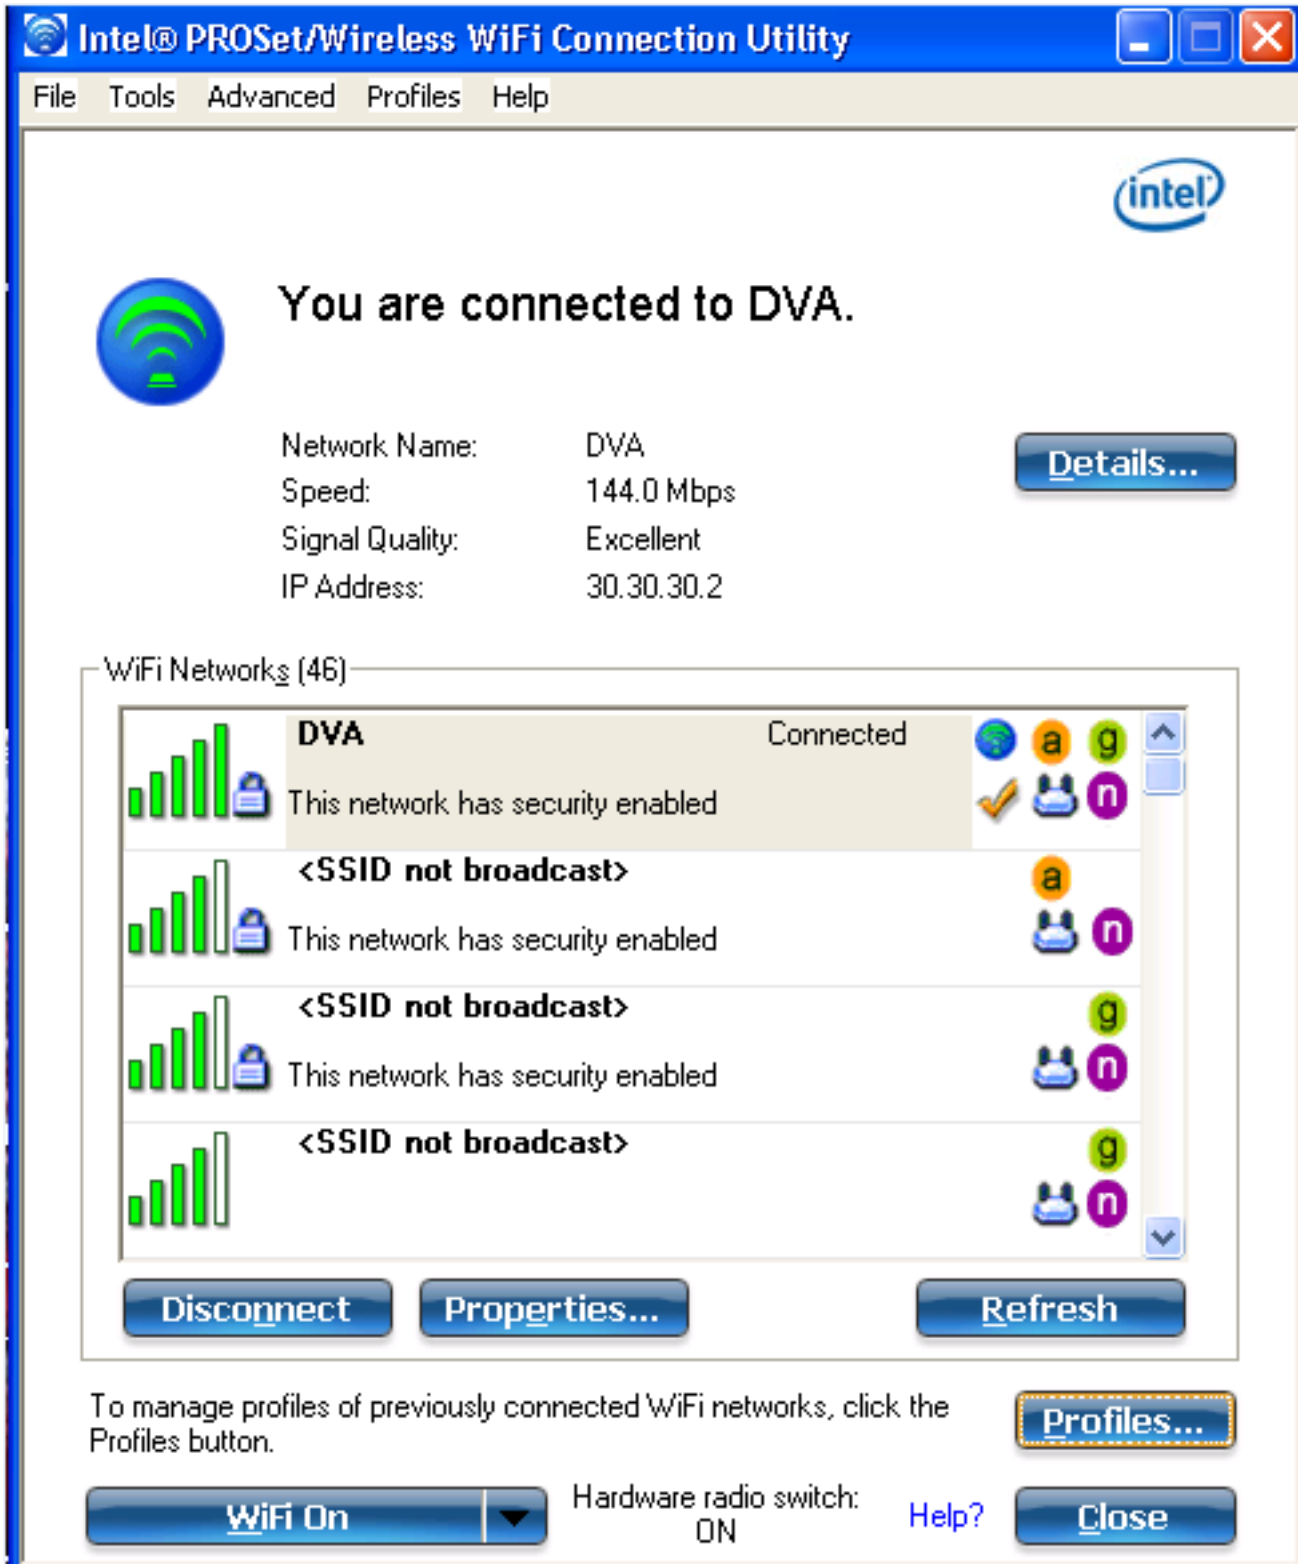 Intel® PROSet/Wireless WiFi Connection Utility
File Tools Advanced Profiles Help
intel
You are connected to DVA.
Network Name: DVA
Details...
Speed: 144.0 Mbps
Signal Quality: Excellent
IP Address: 30.30.30.2
WiFi Networks (46)
DVA Connected a g
This network has security enabled n
<SSID not broadcast> a
This network has security enabled n
<SSID not broadcast> g
This network has security enabled n
<SSID not broadcast> g
n
Disconnect Properties... Refresh
To manage profiles of previously connected WiFi networks, click the
Profiles button.
Profiles...
WiFi On Hardware radio switch:
ON Help? Close